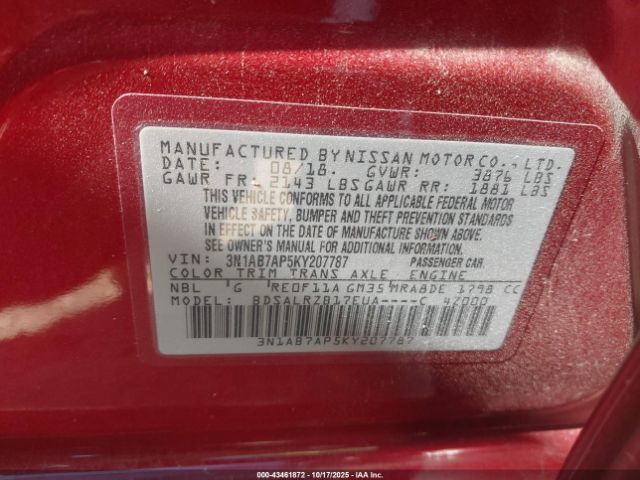 MANUFACTURED BY NISSAN MOTOR CO., LTD.
DATE: 08/18. GVWR: 3876 LBS
GAWR FR: 2143 LBS GAWR RR: 1881 LBS
THIS VEHICLE CONFORMS TO ALL APPLICABLE FEDERAL MOTOR
VEHICLE SAFETY, BUMPER AND THEFT PREVENTION STANDARDS
IN EFFECT ON THE DATE OF MANUFACTURE SHOWN ABOVE.
SEE OWNER'S MANUAL FOR ADDITIONAL INFORMATION.
VIN: 3N1AB7AP5KY207787 PASSENGER CAR
COLOR TRIM TRANS AXLE ENGINE
NBL G RE0F11A GM35 MRA8DE 1798 CC
MODEL: BDSALRZB17EUA----C 4Z000
3N1AB7AP5KY207787
000-43461872 10/17/2025 IAAI.COM